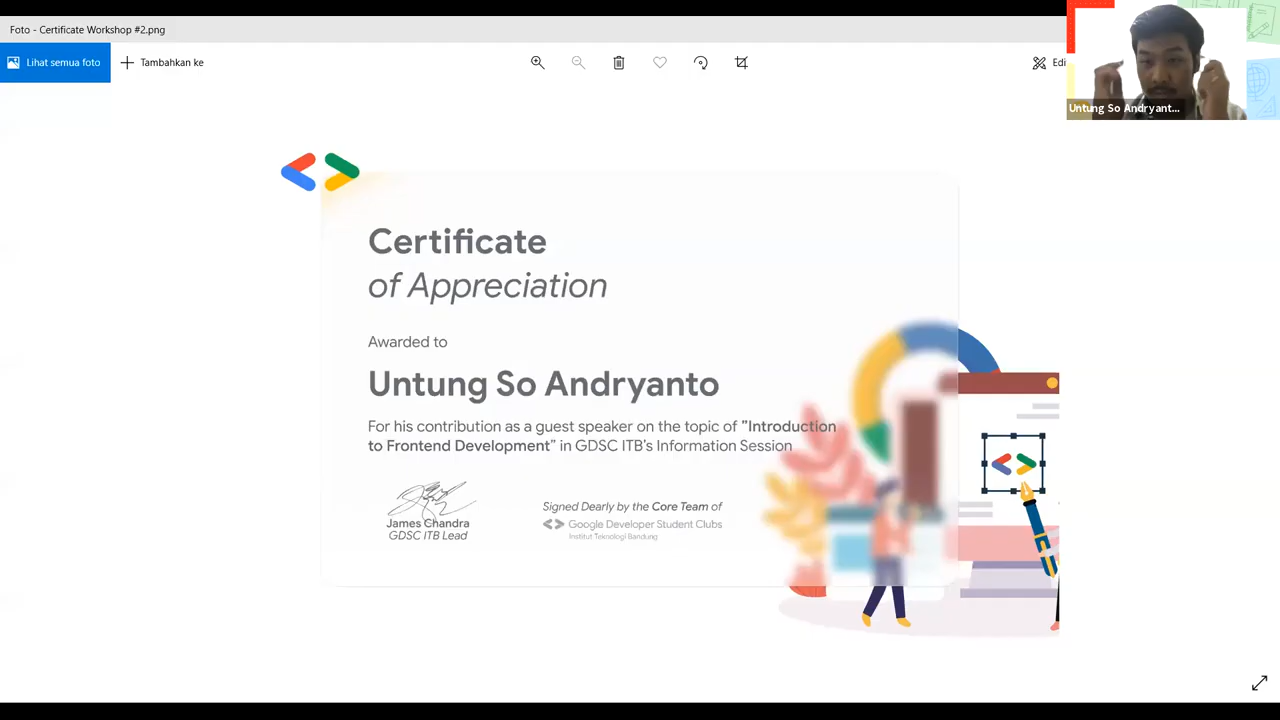 Foto - Certificate Workshop #2.png
Lihat semua foto
Tambahkan ke
Edi
Untung So Andryant...
Certificate
of Appreciation
Awarded to
Untung So Andryanto
For his contribution as a guest speaker on the topic of "Introduction
to Frontend Development" in GDSC ITB's Information Session
James Chandra
GDSC ITB Lead
Signed Dearly by the Core Team of
Google Developer Student Clubs
Institut Teknologi Bandung